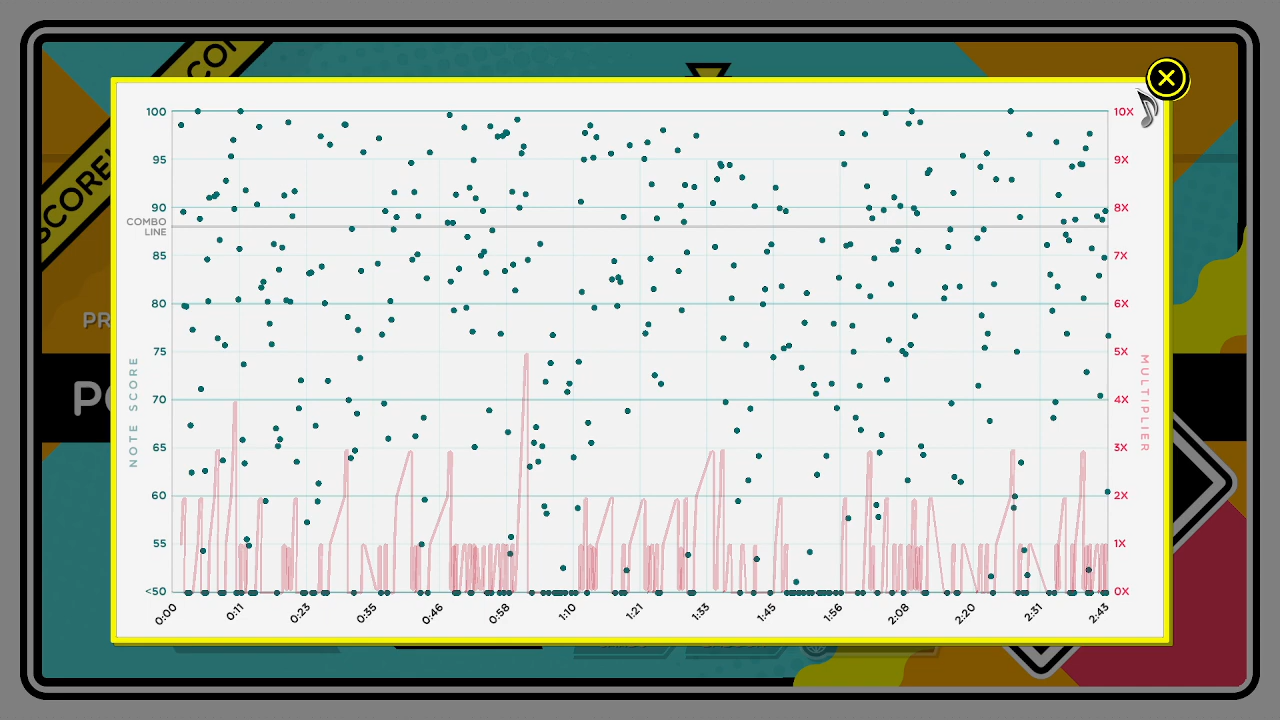 SCORE!
COM
PR
PO
100
95
90
COMBO
LINE
85
80
75
70
65
60
55
<50
NOTE SCORE
10X
9X
8X
7X
6X
5X
4X
3X
2X
1X
0X
MULTIPLIER
0:00
0:11
0:23
0:35
0:46
0:58
1:10
1:21
1:33
1:45
1:56
2:08
2:20
2:31
2:43